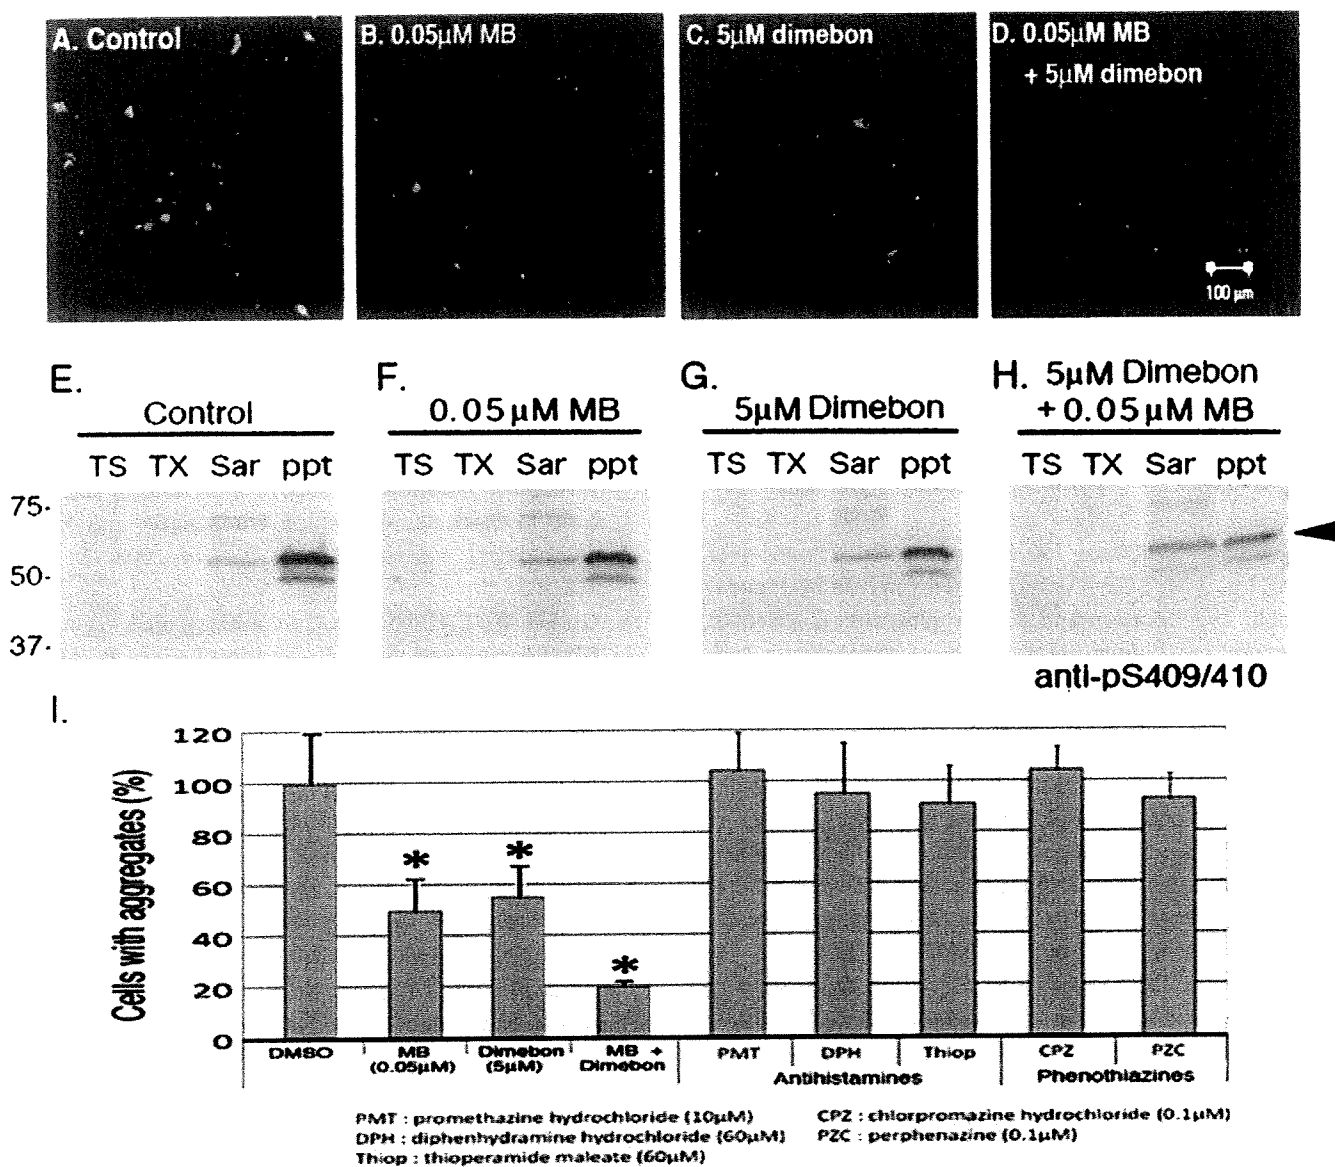 A. Control
B. 0.05µM MB
C. 5µM dimebon
D. 0.05µM MB
+ 5µM dimebon
100 µm
E.
Control
TS TX Sar ppt
F.
0.05µM MB
TS TX Sar ppt
G.
5µM Dimebon
TS TX Sar ppt
H. 5µM Dimebon
+ 0.05µM MB
TS TX Sar ppt
75-
50-
37-
anti-pS409/410
I.
Cells with aggregates (%)
120
100
80
60
40
20
0
DMSO
MB
(0.05µM)
Dimebon
(5µM)
MB +
Dimebon
PMT
DPH
Thiop
CPZ
PZC
Antihistamines
Phenothiazines
*
*
*
PMT : promethazine hydrochloride (10µM)
DPH : diphenhydramine hydrochloride (60µM)
Thiop : thioperamide maleate (60µM)
CPZ : chlorpromazine hydrochloride (0.1µM)
PZC : perphenazine (0.1µM)